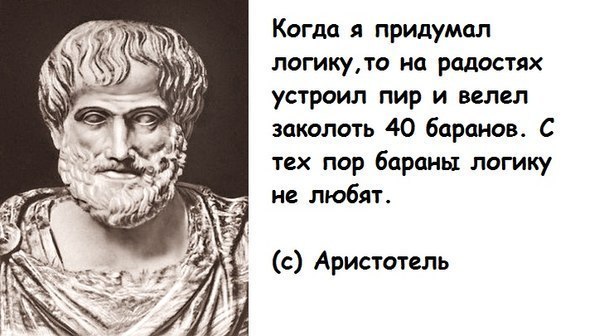 Когда я придумал
логику,то на радостях
устроил пир и велел
заколоть 40 баранов. С
тех пор бараны логику
не любят.
(с) Аристотель